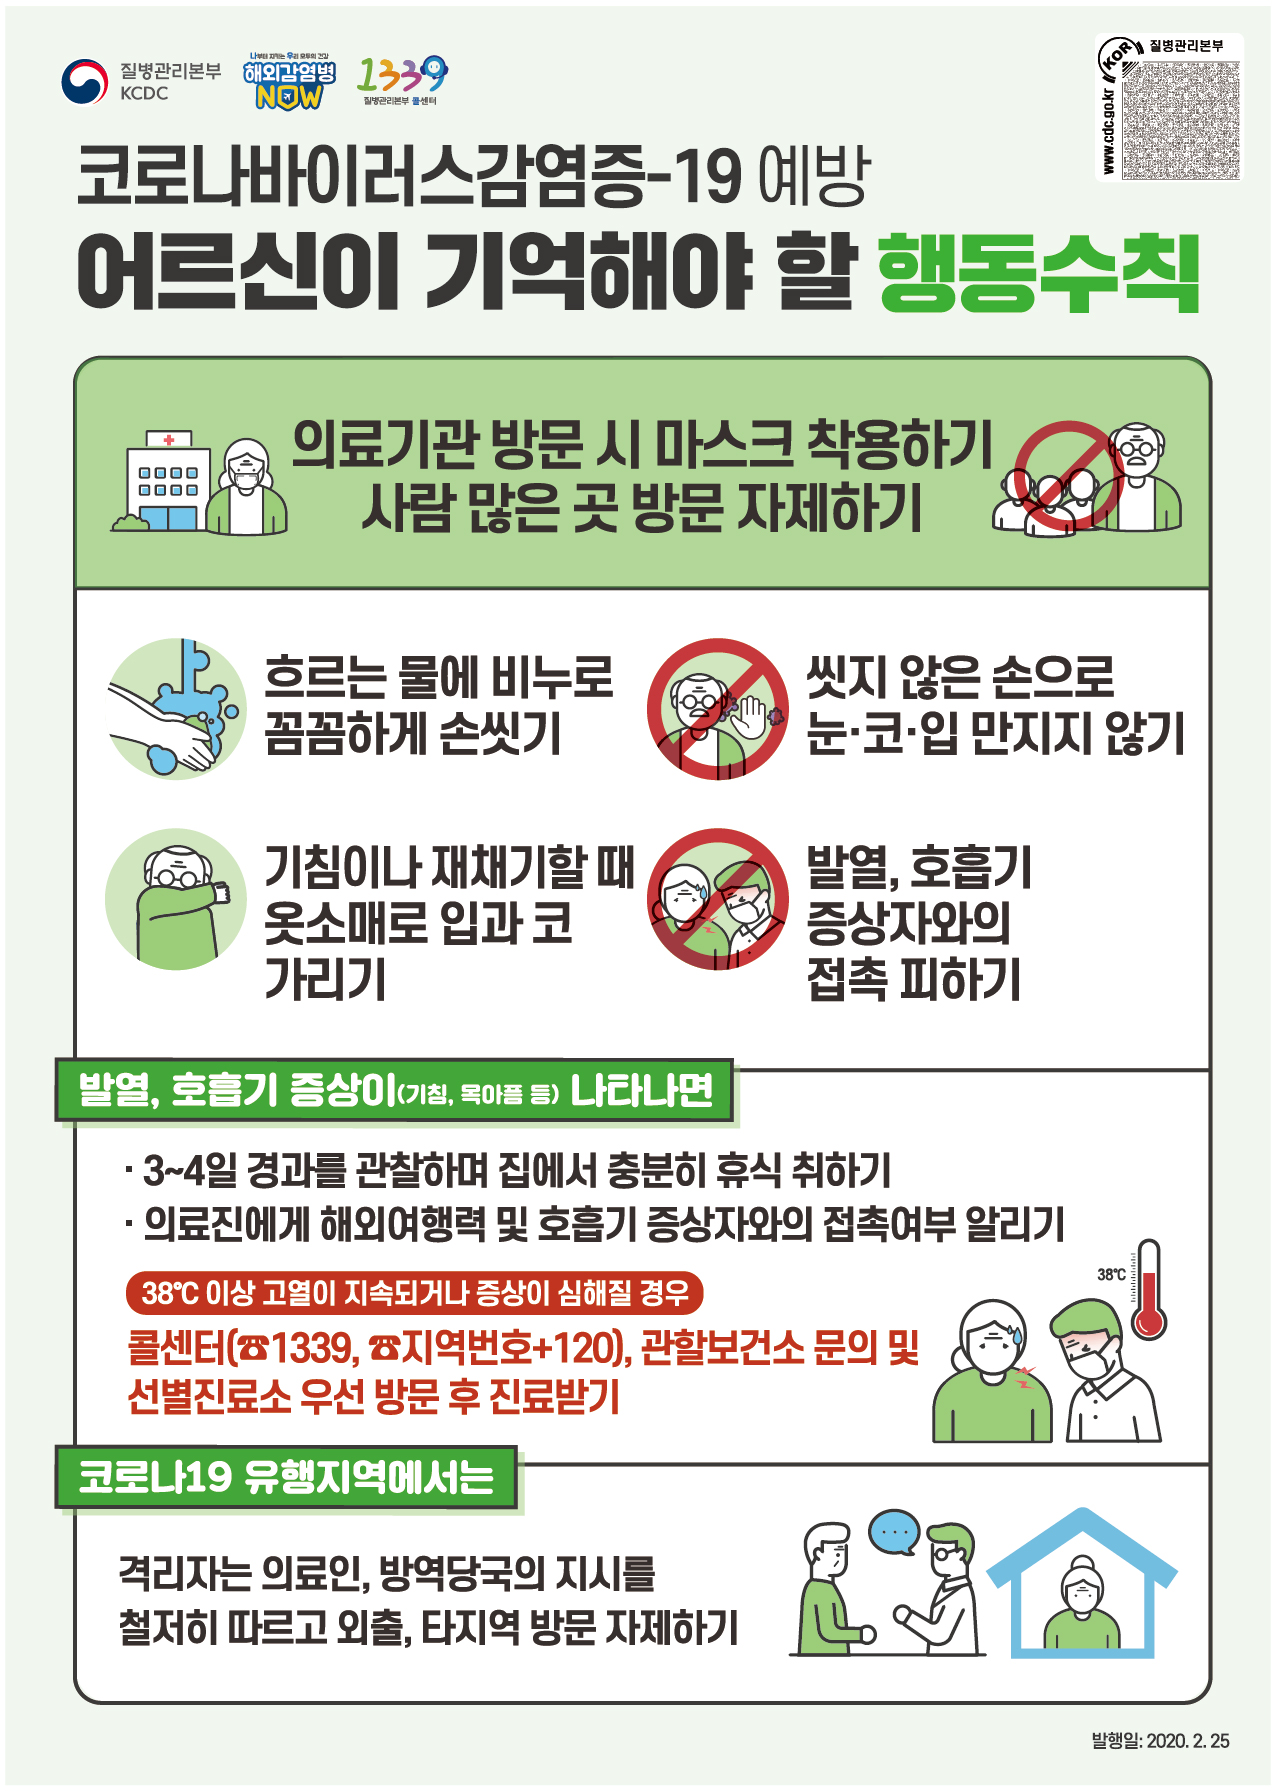 질병관리본부
KCDC
나부터 지키는 우리 모두의 건강
해외감염병
NOW
1339
질병관리본부 콜센터
KOR
질병관리본부
www.cdc.go.kr
코로나바이러스감염증-19 예방
어르신이 기억해야 할 행동수칙
의료기관 방문 시 마스크 착용하기
사람 많은 곳 방문 자제하기
흐르는 물에 비누로
꼼꼼하게 손씻기
씻지 않은 손으로
눈·코·입 만지지 않기
기침이나 재채기할 때
옷소매로 입과 코
가리기
발열, 호흡기
증상자와의
접촉 피하기
발열, 호흡기 증상이(기침, 목아픔 등) 나타나면
· 3~4일 경과를 관찰하며 집에서 충분히 휴식 취하기
· 의료진에게 해외여행력 및 호흡기 증상자와의 접촉여부 알리기
38℃ 이상 고열이 지속되거나 증상이 심해질 경우
38℃
콜센터(☎1339, ☎지역번호+120), 관할보건소 문의 및
선별진료소 우선 방문 후 진료받기
코로나19 유행지역에서는
격리자는 의료인, 방역당국의 지시를
철저히 따르고 외출, 타지역 방문 자제하기
발행일: 2020. 2. 25